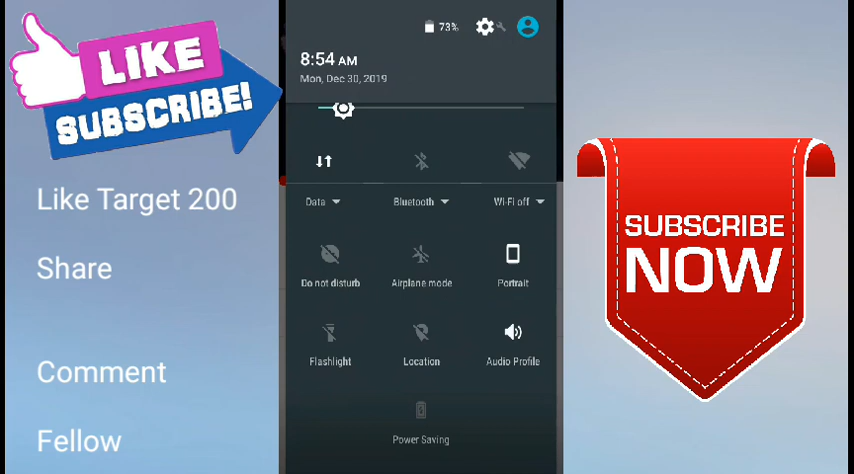 LIKE
SUBSCRIBE!
Like Target 200
Share
Comment
Fellow
73%
8:54 AM
Mon, Dec 30, 2019
Data
Bluetooth
Wi-Fi off
Do not disturb
Airplane mode
Portrait
Flashlight
Location
Audio Profile
Power Saving
SUBSCRIBE
NOW